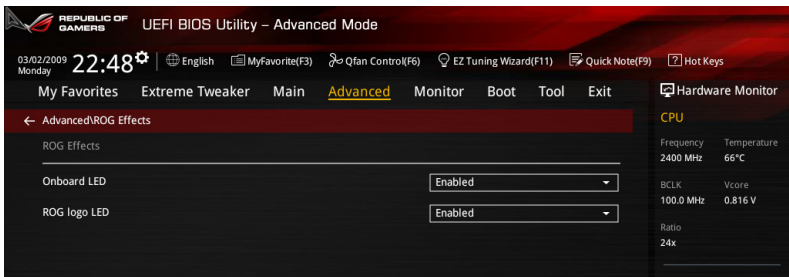 REPUBLIC OF
GAMERS
UEFI BIOS Utility – Advanced Mode
03/02/2009
Monday
22:48
English
MyFavorite(F3)
Qfan Control(F6)
EZ Tuning Wizard(F11)
Quick Note(F9)
? Hot Keys
My Favorites Extreme Tweaker Main Advanced Monitor Boot Tool Exit
Hardware Monitor
← Advanced\ROG Effects
ROG Effects
Onboard LED Enabled
ROG logo LED Enabled
CPU
Frequency Temperature
2400 MHz 66°C
BCLK Vcore
100.0 MHz 0.816 V
Ratio
24x